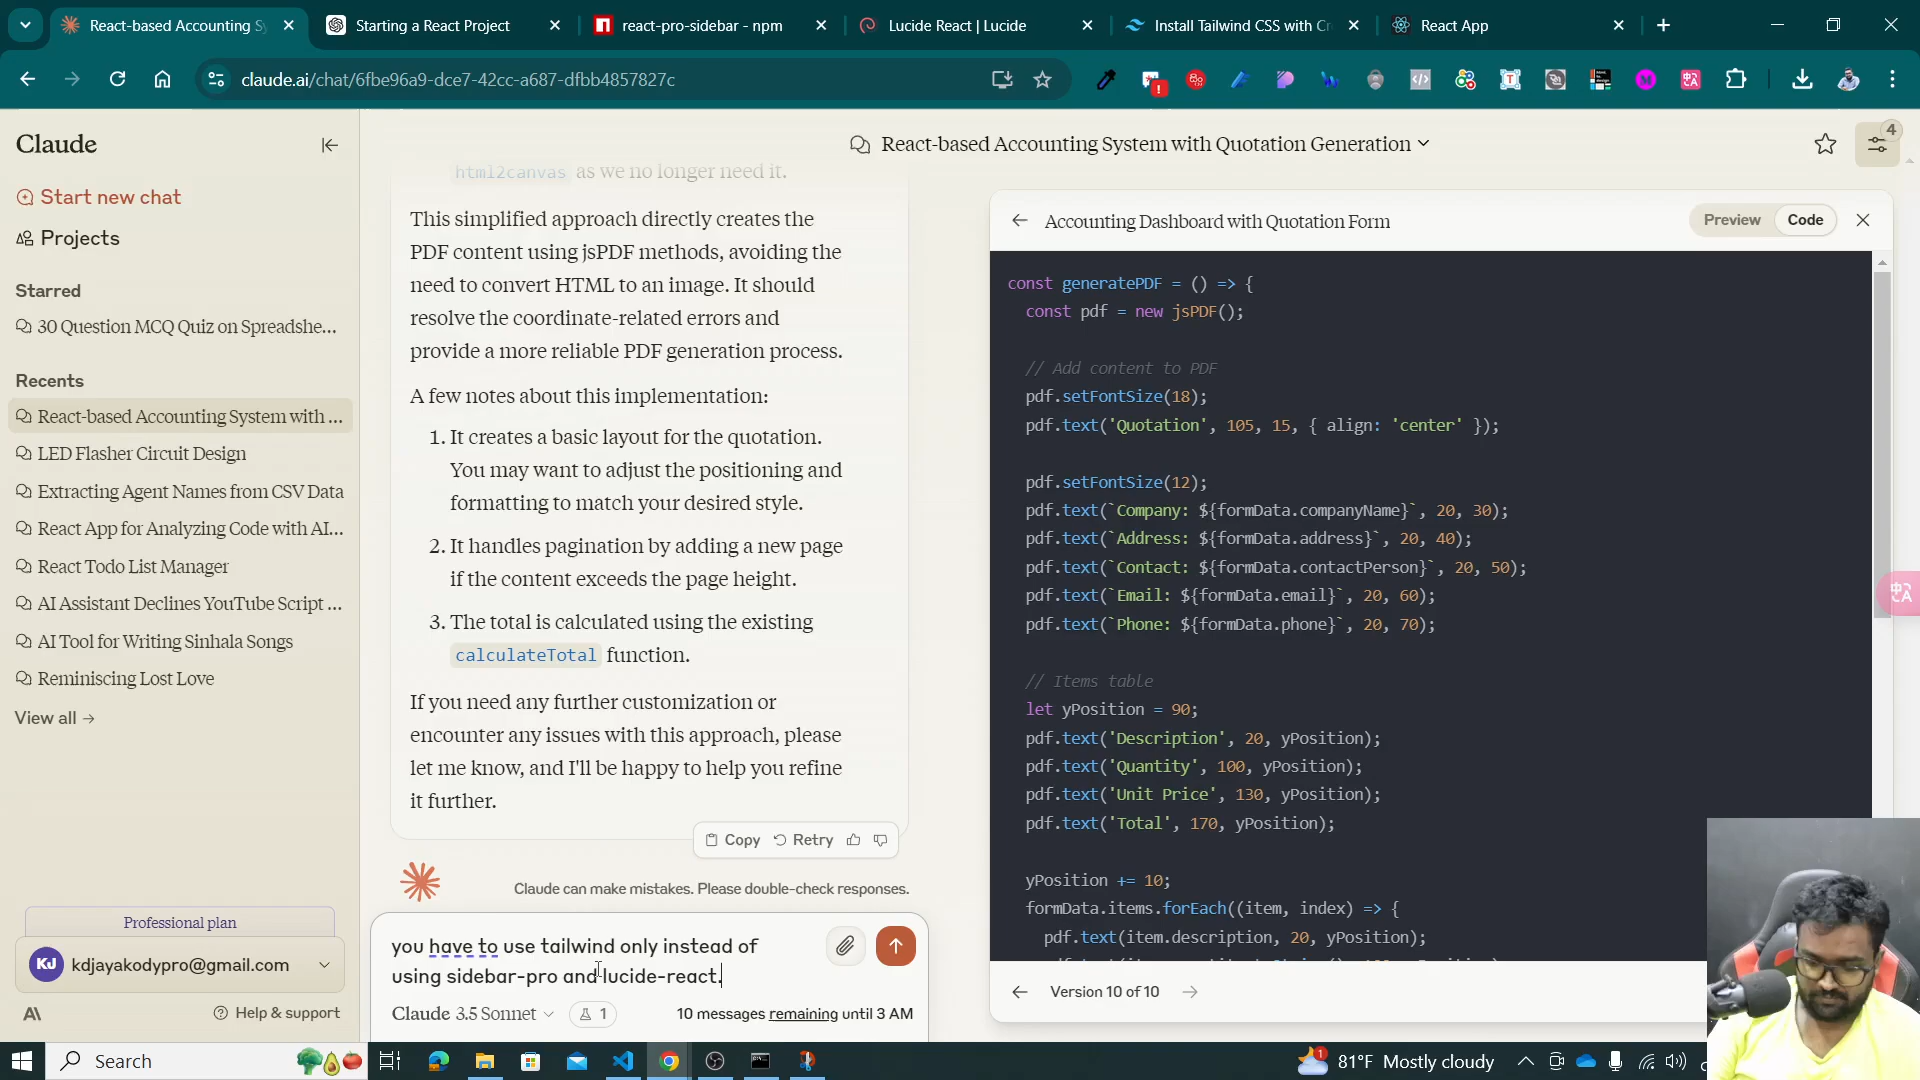 React-based Accounting Sy
Starting a React Project
react-pro-sidebar - npm
Lucide React | Lucide
Install Tailwind CSS with Cr
React App
claude.ai/chat/6fbe96a9-dce7-42cc-a687-dfbb4857827c
Claude
Start new chat
Projects
Starred
30 Question MCQ Quiz on Spreadshe...
Recents
React-based Accounting System with ...
LED Flasher Circuit Design
Extracting Agent Names from CSV Data
React App for Analyzing Code with AI...
React Todo List Manager
AI Assistant Declines YouTube Script ...
AI Tool for Writing Sinhala Songs
Reminiscing Lost Love
View all →
Professional plan
KJ
kdjayakodypro@gmail.com
Help & support
React-based Accounting System with Quotation Generation
4
html2canvas as we no longer need it.
This simplified approach directly creates the
PDF content using jsPDF methods, avoiding the
need to convert HTML to an image. It should
resolve the coordinate-related errors and
provide a more reliable PDF generation process.
A few notes about this implementation:
1. It creates a basic layout for the quotation.
You may want to adjust the positioning and
formatting to match your desired style.
2. It handles pagination by adding a new page
if the content exceeds the page height.
3. The total is calculated using the existing
calculateTotal function.
If you need any further customization or
encounter any issues with this approach, please
let me know, and I'll be happy to help you refine
it further.
Copy Retry
Claude can make mistakes. Please double-check responses.
you have to use tailwind only instead of
using sidebar-pro and lucide-react.
Claude 3.5 Sonnet
1
10 messages remaining until 3 AM
Accounting Dashboard with Quotation Form
Preview
Code
const generatePDF = () => {
const pdf = new jsPDF();
// Add content to PDF
pdf.setFontSize(18);
pdf.text('Quotation', 105, 15, { align: 'center' });
pdf.setFontSize(12);
pdf.text(`Company: ${formData.companyName}`, 20, 30);
pdf.text(`Address: ${formData.address}`, 20, 40);
pdf.text(`Contact: ${formData.contactPerson}`, 20, 50);
pdf.text(`Email: ${formData.email}`, 20, 60);
pdf.text(`Phone: ${formData.phone}`, 20, 70);
// Items table
let yPosition = 90;
pdf.text('Description', 20, yPosition);
pdf.text('Quantity', 100, yPosition);
pdf.text('Unit Price', 130, yPosition);
pdf.text('Total', 170, yPosition);
yPosition += 10;
formData.items.forEach((item, index) => {
pdf.text(item.description, 20, yPosition);
Version 10 of 10
Search
81°F Mostly cloudy